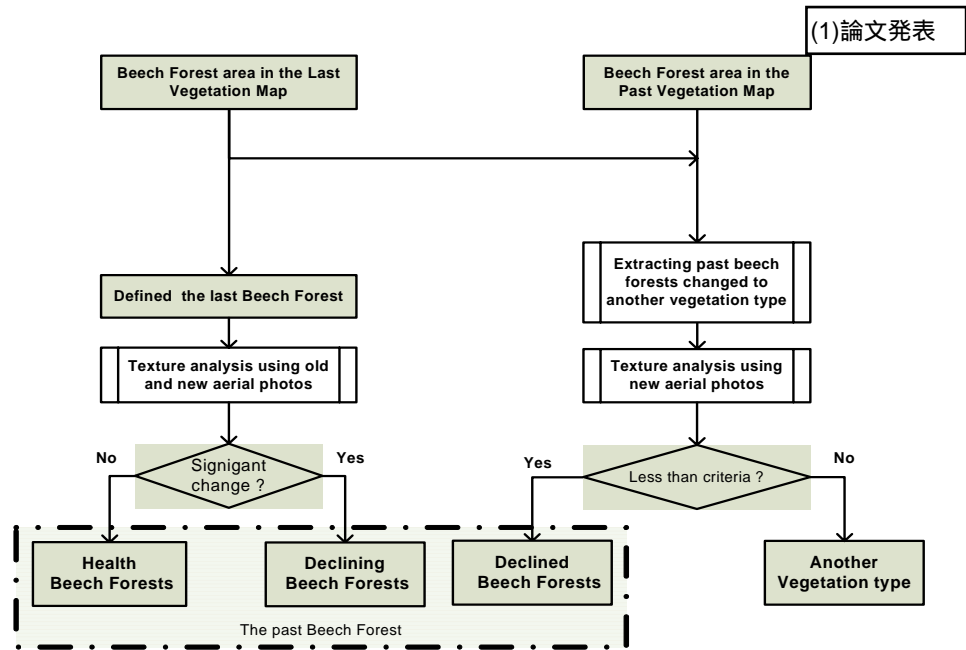 (1)論文発表
Beech Forest area in the Last
Vegetation Map
Beech Forest area in the
Past Vegetation Map
Extracting past beech
forests changed to
another vegetation type
Defined the last Beech Forest
Texture analysis using old
and new aerial photos
Texture analysis using
new aerial photos
No
Signigant
change ?
Yes
Yes
Less than criteria ?
No
Health
Beech Forests
Declining
Beech Forests
Declined
Beech Forests
Another
Vegetation type
The past Beech Forest